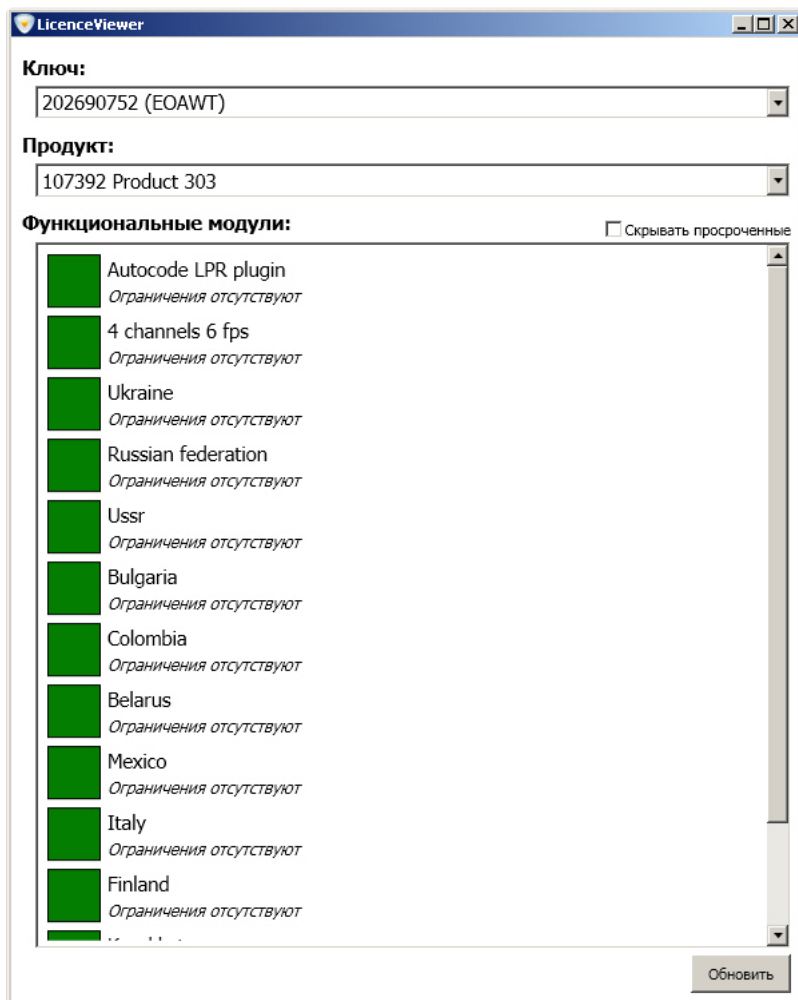 LicenceViewer
Ключ:
202690752 (EOAWT)
Продукт:
107392 Product 303
Функциональные модули:
Скрывать просроченные
Autocode LPR plugin
Ограничения отсутствуют
4 channels 6 fps
Ограничения отсутствуют
Ukraine
Ограничения отсутствуют
Russian federation
Ограничения отсутствуют
Ussr
Ограничения отсутствуют
Bulgaria
Ограничения отсутствуют
Colombia
Ограничения отсутствуют
Belarus
Ограничения отсутствуют
Mexico
Ограничения отсутствуют
Italy
Ограничения отсутствуют
Finland
Ограничения отсутствуют
Обновить